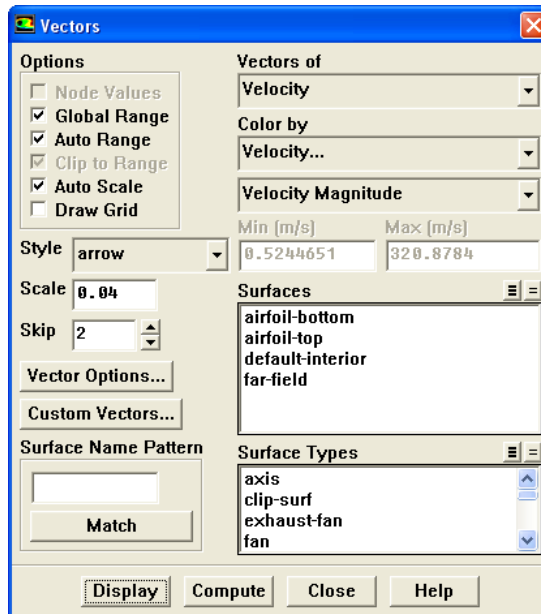 Vectors
Options
Node Values
Global Range
Auto Range
Clip to Range
Auto Scale
Draw Grid
Style arrow
Scale 0.04
Skip 2
Vector Options...
Custom Vectors...
Surface Name Pattern
Match
Vectors of
Velocity
Color by
Velocity...
Velocity Magnitude
Min (m/s) Max (m/s)
0.5244651 320.8784
Surfaces
airfoil-bottom
airfoil-top
default-interior
far-field
Surface Types
axis
clip-surf
exhaust-fan
fan
Display Compute Close Help